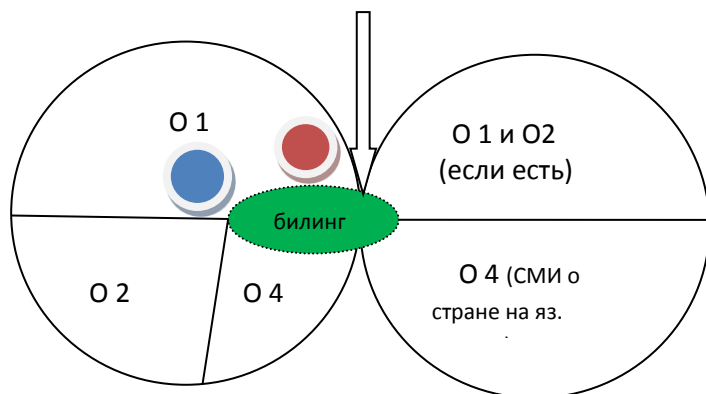 О 1
О 1 и О2
(если есть)
билинг
О 2
О 4
О 4 (СМИ о
стране на яз.